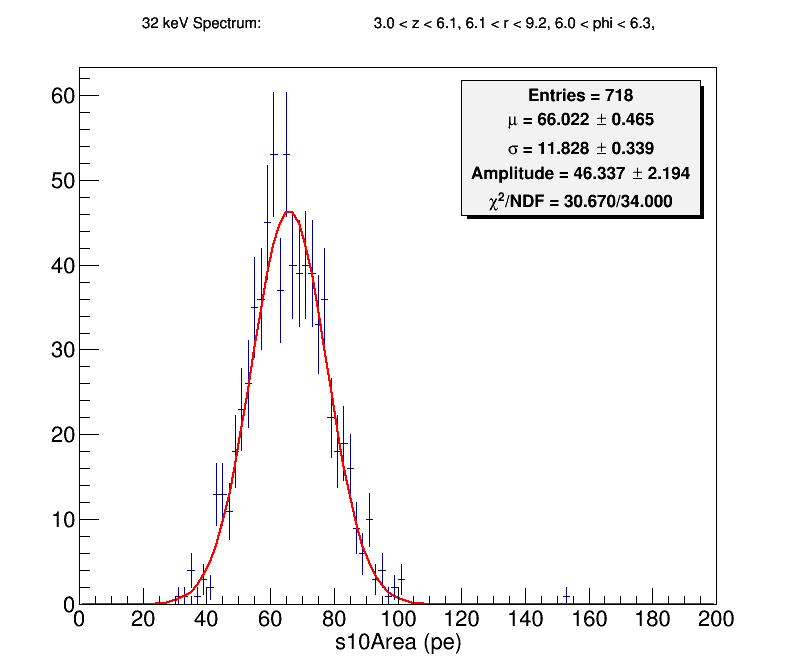 32 keV Spectrum: 3.0 < z < 6.1, 6.1 < r < 9.2, 6.0 < phi < 6.3,
Entries = 718
μ = 66.022 ± 0.465
σ = 11.828 ± 0.339
Amplitude = 46.337 ± 2.194
χ²/NDF = 30.670/34.000
60
50
40
30
20
10
0
0 20 40 60 80 100 120 140 160 180 200
s10Area (pe)